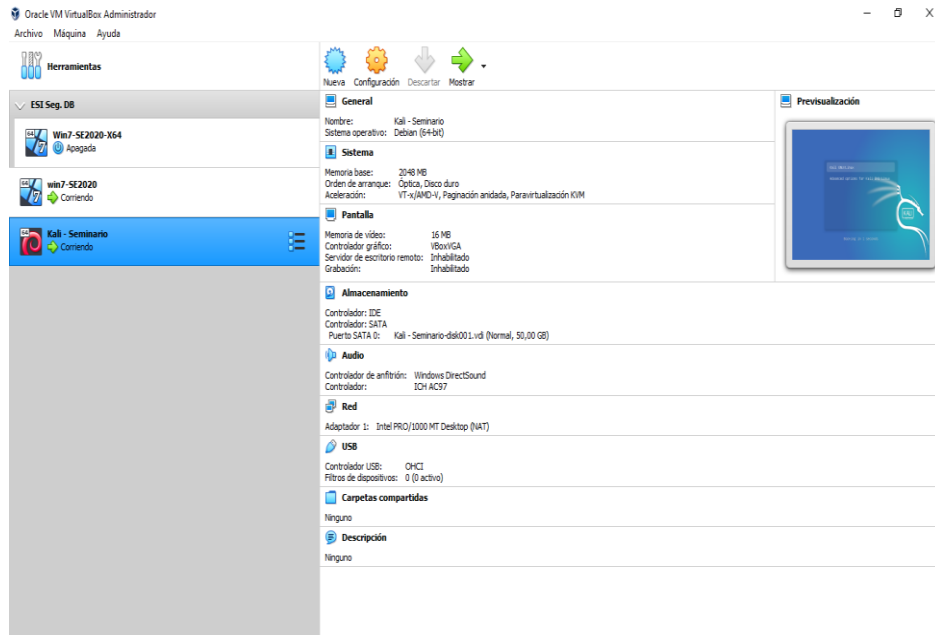 Oracle VM VirtualBox Administrador
Archivo Máquina Ayuda
Herramientas
ESI Seg. DB
Win7-SE2020-X64
Apagada
win7-SE2020
Corriendo
Kali - Seminario
Corriendo
Nueva Configuración Descartar Mostrar
General
Nombre: Kali - Seminario
Sistema operativo: Debian (64-bit)
Sistema
Memoria base: 2048 MB
Orden de arranque: Óptica, Disco duro
Aceleración: VT-x/AMD-V, Paginación anidada, Paravirtualización KVM
Pantalla
Memoria de vídeo: 16 MB
Controlador gráfico: VBoxVGA
Servidor de escritorio remoto: Inhabilitado
Grabación: Inhabilitado
Almacenamiento
Controlador: IDE
Controlador: SATA
Puerto SATA 0: Kali - Seminario-disk001.vdi (Normal, 50,00 GB)
Audio
Controlador de anfitrión: Windows DirectSound
Controlador: ICH AC97
Red
Adaptador 1: Intel PRO/1000 MT Desktop (NAT)
USB
Controlador USB: OHCI
Filtros de dispositivos: 0 (0 activo)
Carpetas compartidas
Ninguno
Descripción
Ninguno
Previsualización